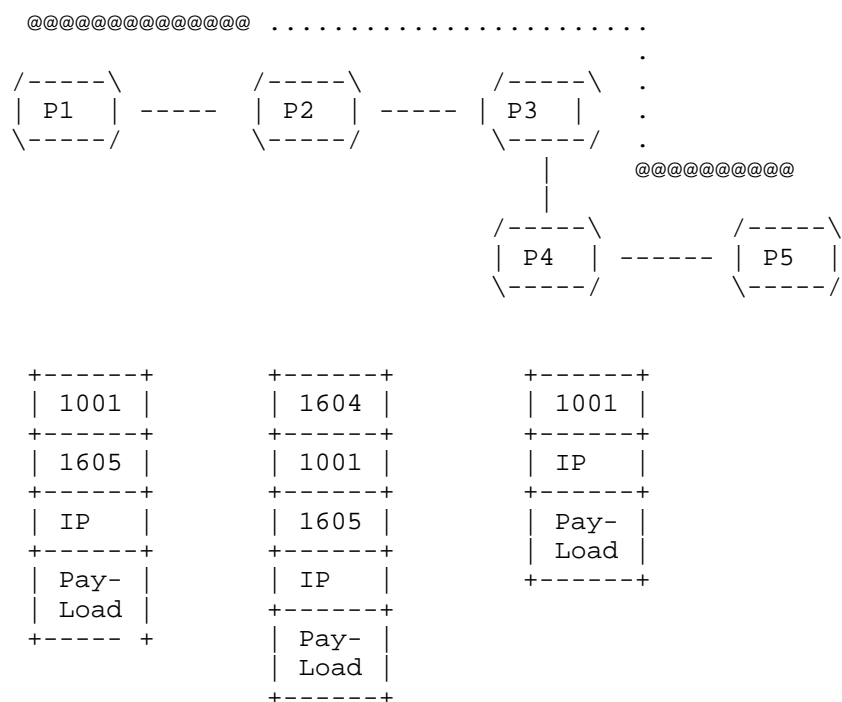 @@@@@@@@@@@@@@ ........................
.
/-----\ /-----\ /-----\ .
| P1 | ----- | P2 | ----- | P3 | .
\-----/ \-----/ \-----/ .
| @@@@@@@@@@
|
/-----\ /-----\
| P4 | ------ | P5 |
\-----/ \-----/
+------+ +------+ +------+
| 1001 | | 1604 | | 1001 |
+------+ +------+ +------+
| 1605 | | 1001 | | IP |
+------+ +------+ +------+
| IP | | 1605 | | Pay- |
+------+ +------+ | Load |
| Pay- | | IP | +------+
| Load | +------+
+----- + | Pay- |
| Load |
+------+